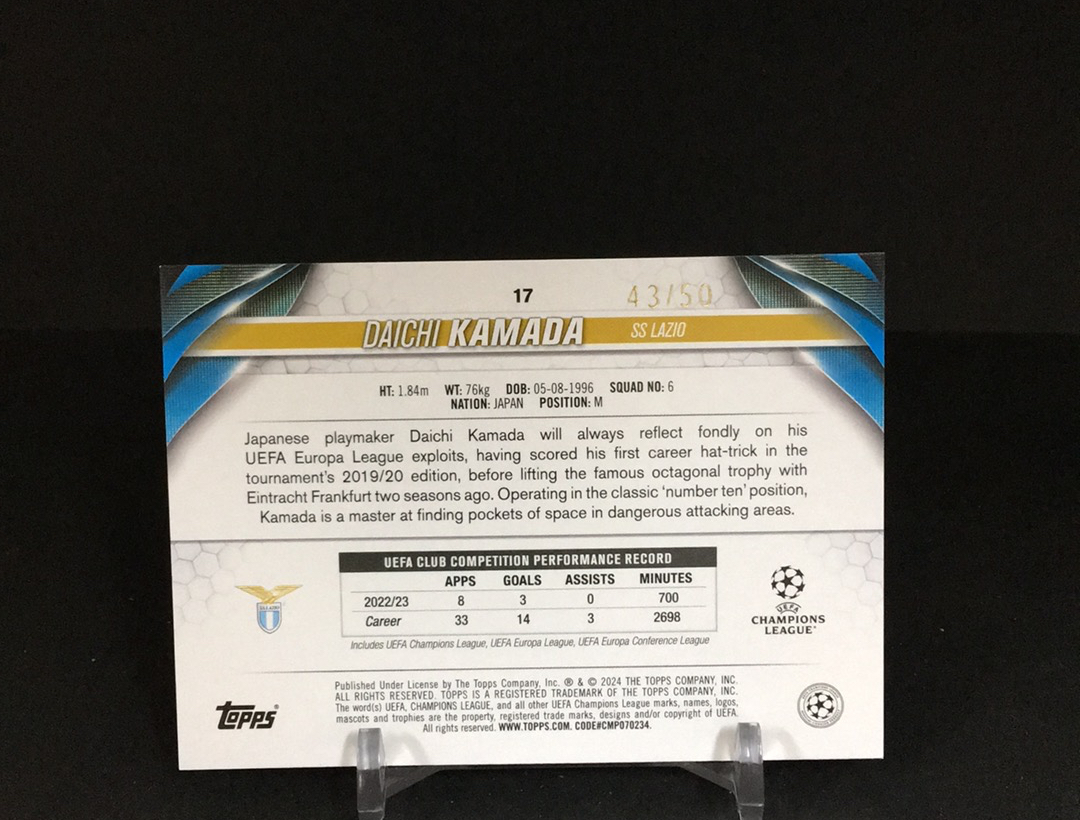 17
43/50
DAICHI KAMADA SS LAZIO
HT: 1.84m WT: 76kg DOB: 05-08-1996 SQUAD NO: 6
NATION: JAPAN POSITION: M
Japanese playmaker Daichi Kamada will always reflect fondly on his
UEFA Europa League exploits, having scored his first career hat-trick in the
tournament's 2019/20 edition, before lifting the famous octagonal trophy with
Eintracht Frankfurt two seasons ago. Operating in the classic 'number ten' position,
Kamada is a master at finding pockets of space in dangerous attacking areas.
UEFA CLUB COMPETITION PERFORMANCE RECORD
APPS GOALS ASSISTS MINUTES
2022/23 8 3 0 700
Career 33 14 3 2698
Includes UEFA Champions League, UEFA Europa League, UEFA Europa Conference League
S.S.LAZIO
UEFA
CHAMPIONS
LEAGUE®
Published Under License by The Topps Company, Inc. ® & © 2024 THE TOPPS COMPANY, INC.
ALL RIGHTS RESERVED. TOPPS IS A REGISTERED TRADEMARK OF THE TOPPS COMPANY, INC.
The word(s) UEFA, CHAMPIONS LEAGUE, and all other UEFA Champions League marks, names, logos,
mascots and trophies are the property, registered trade marks, designs and/or copyright of UEFA.
All rights reserved. WWW.TOPPS.COM. CODE#CMP070234.
Topps®